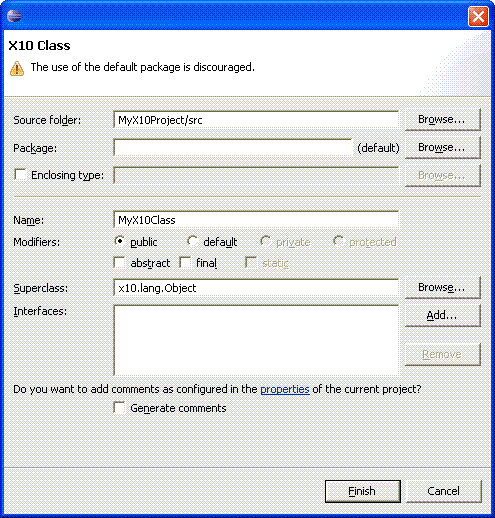 X10 Class
The use of the default package is discouraged.
Source folder: MyX10Project/src Browse...
Package: (default) Browse...
Enclosing type: Browse...
Name: MyX10Class
Modifiers: public default private protected
abstract final static
Superclass: x10.lang.Object Browse...
Interfaces: Add...
Remove
Do you want to add comments as configured in the properties of the current project?
Generate comments
Finish Cancel